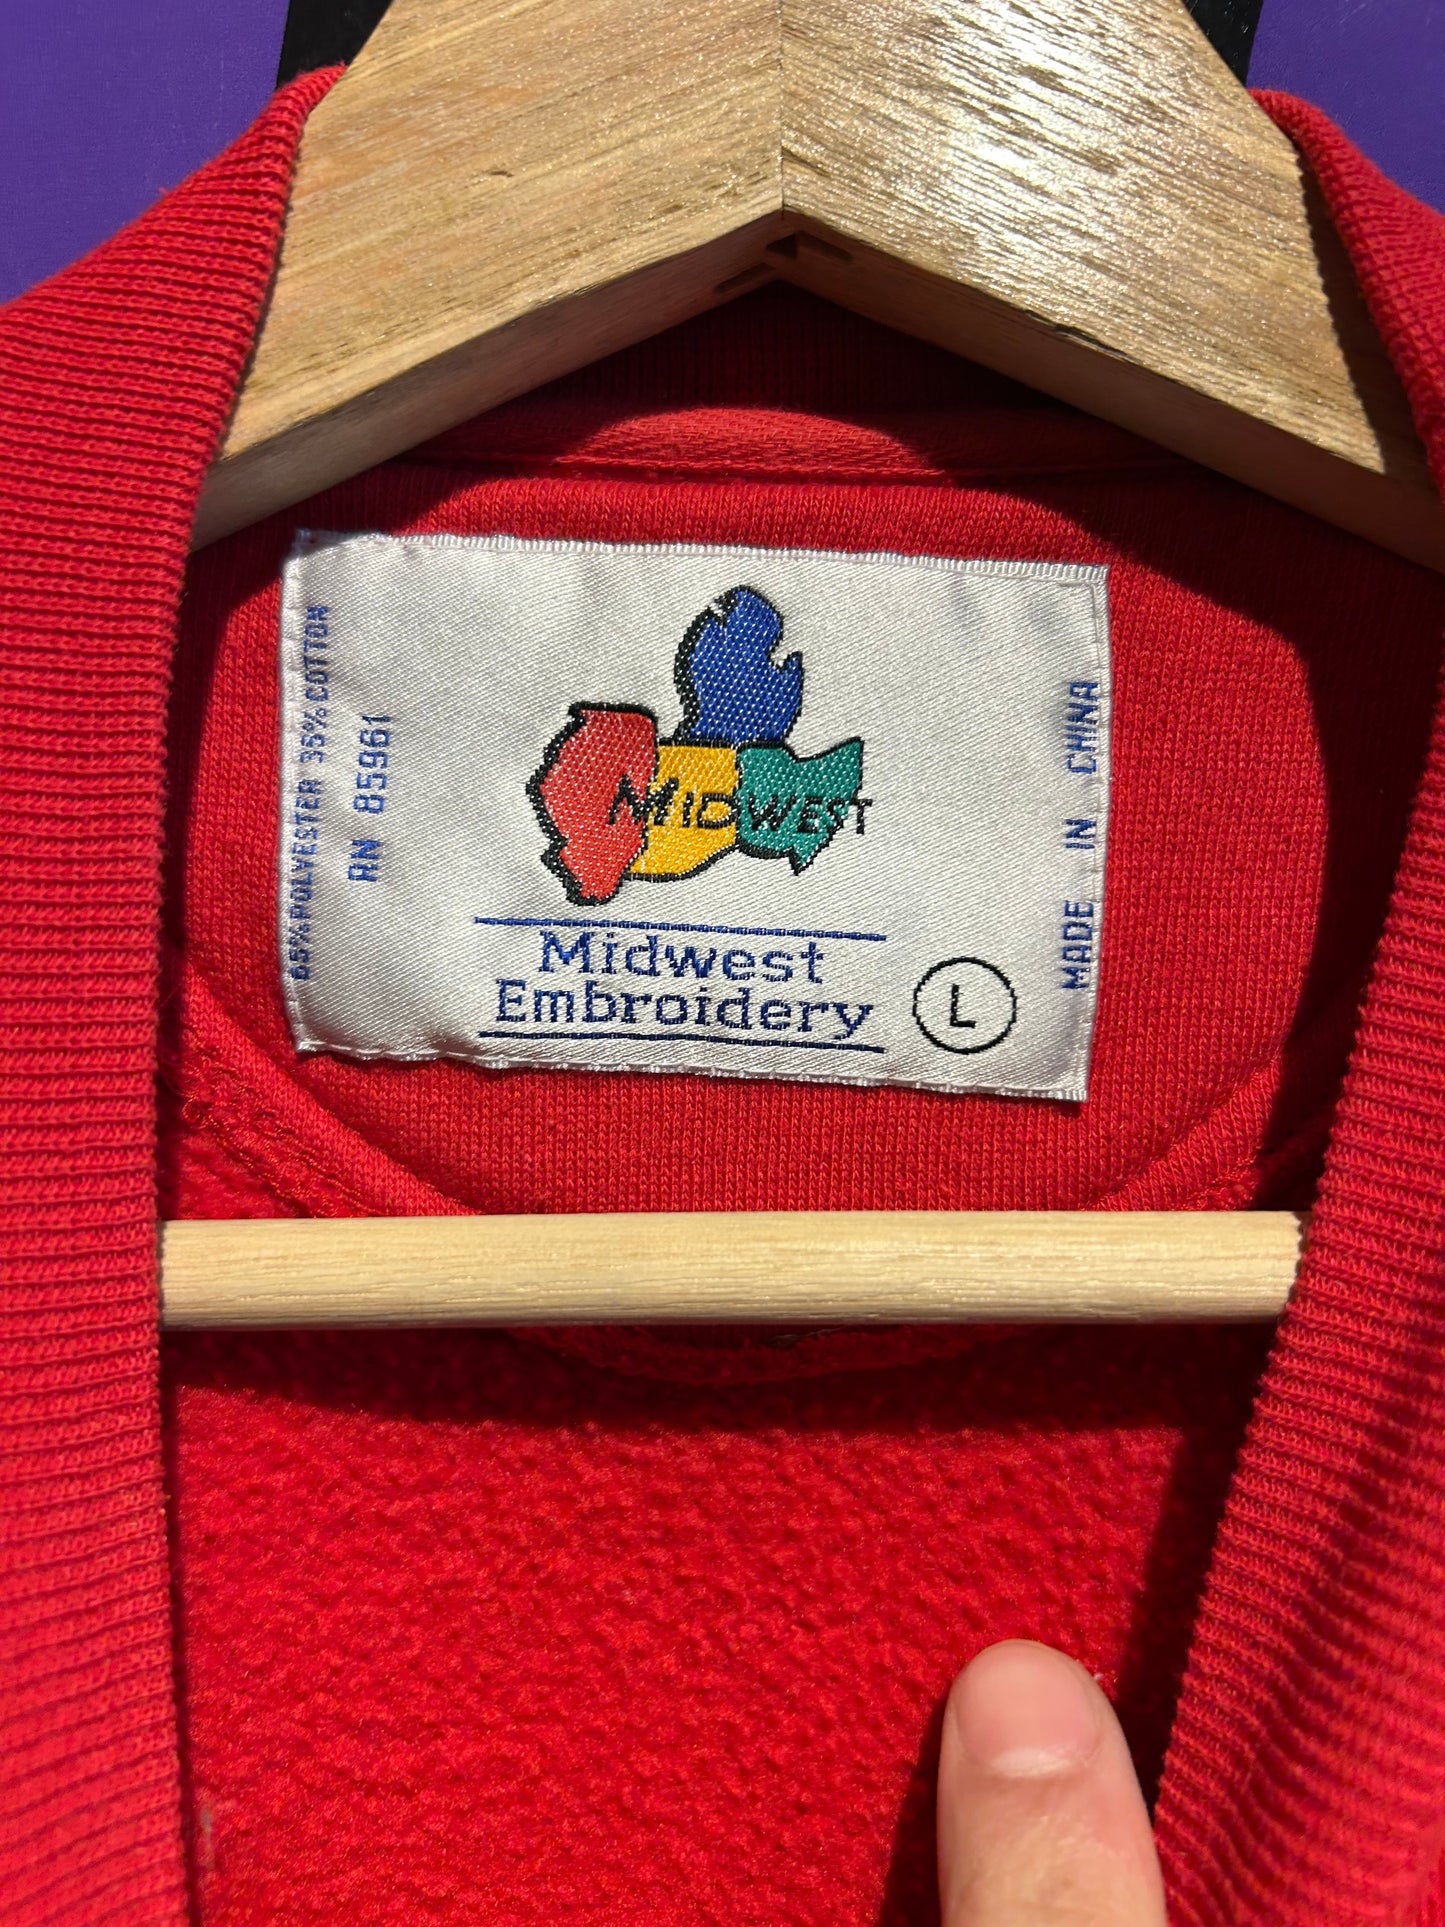 65% POLYESTER 35% COTTON
RN 85961
MIDWEST
Midwest
Embroidery
L
MADE IN CHINA